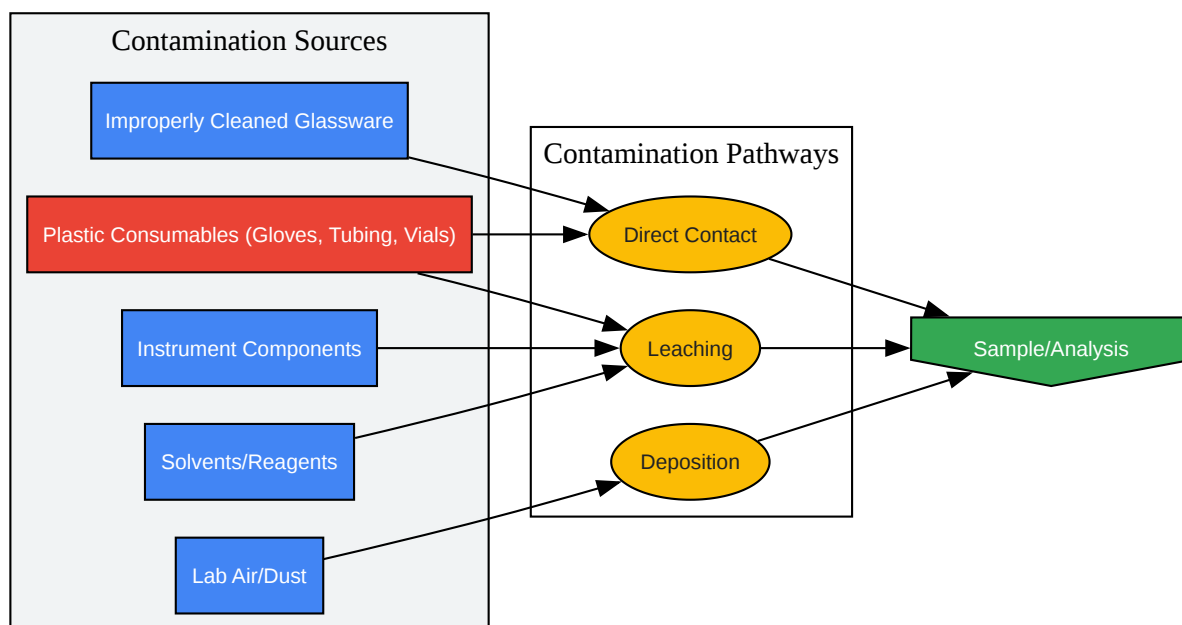 Contamination Sources
Improperly Cleaned Glassware
Plastic Consumables (Gloves, Tubing, Vials)
Instrument Components
Solvents/Reagents
Lab Air/Dust
Contamination Pathways
Direct Contact
Leaching
Deposition
Sample/Analysis